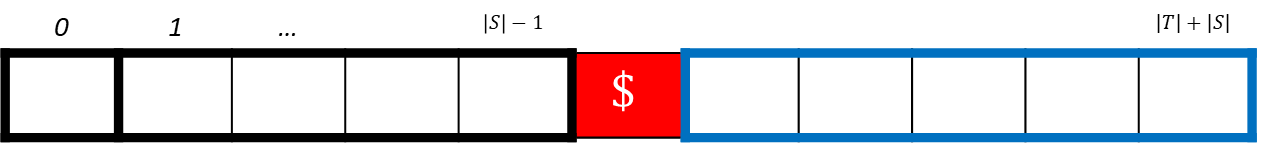 0 1 ... |S| − 1 |T| + |S|
$